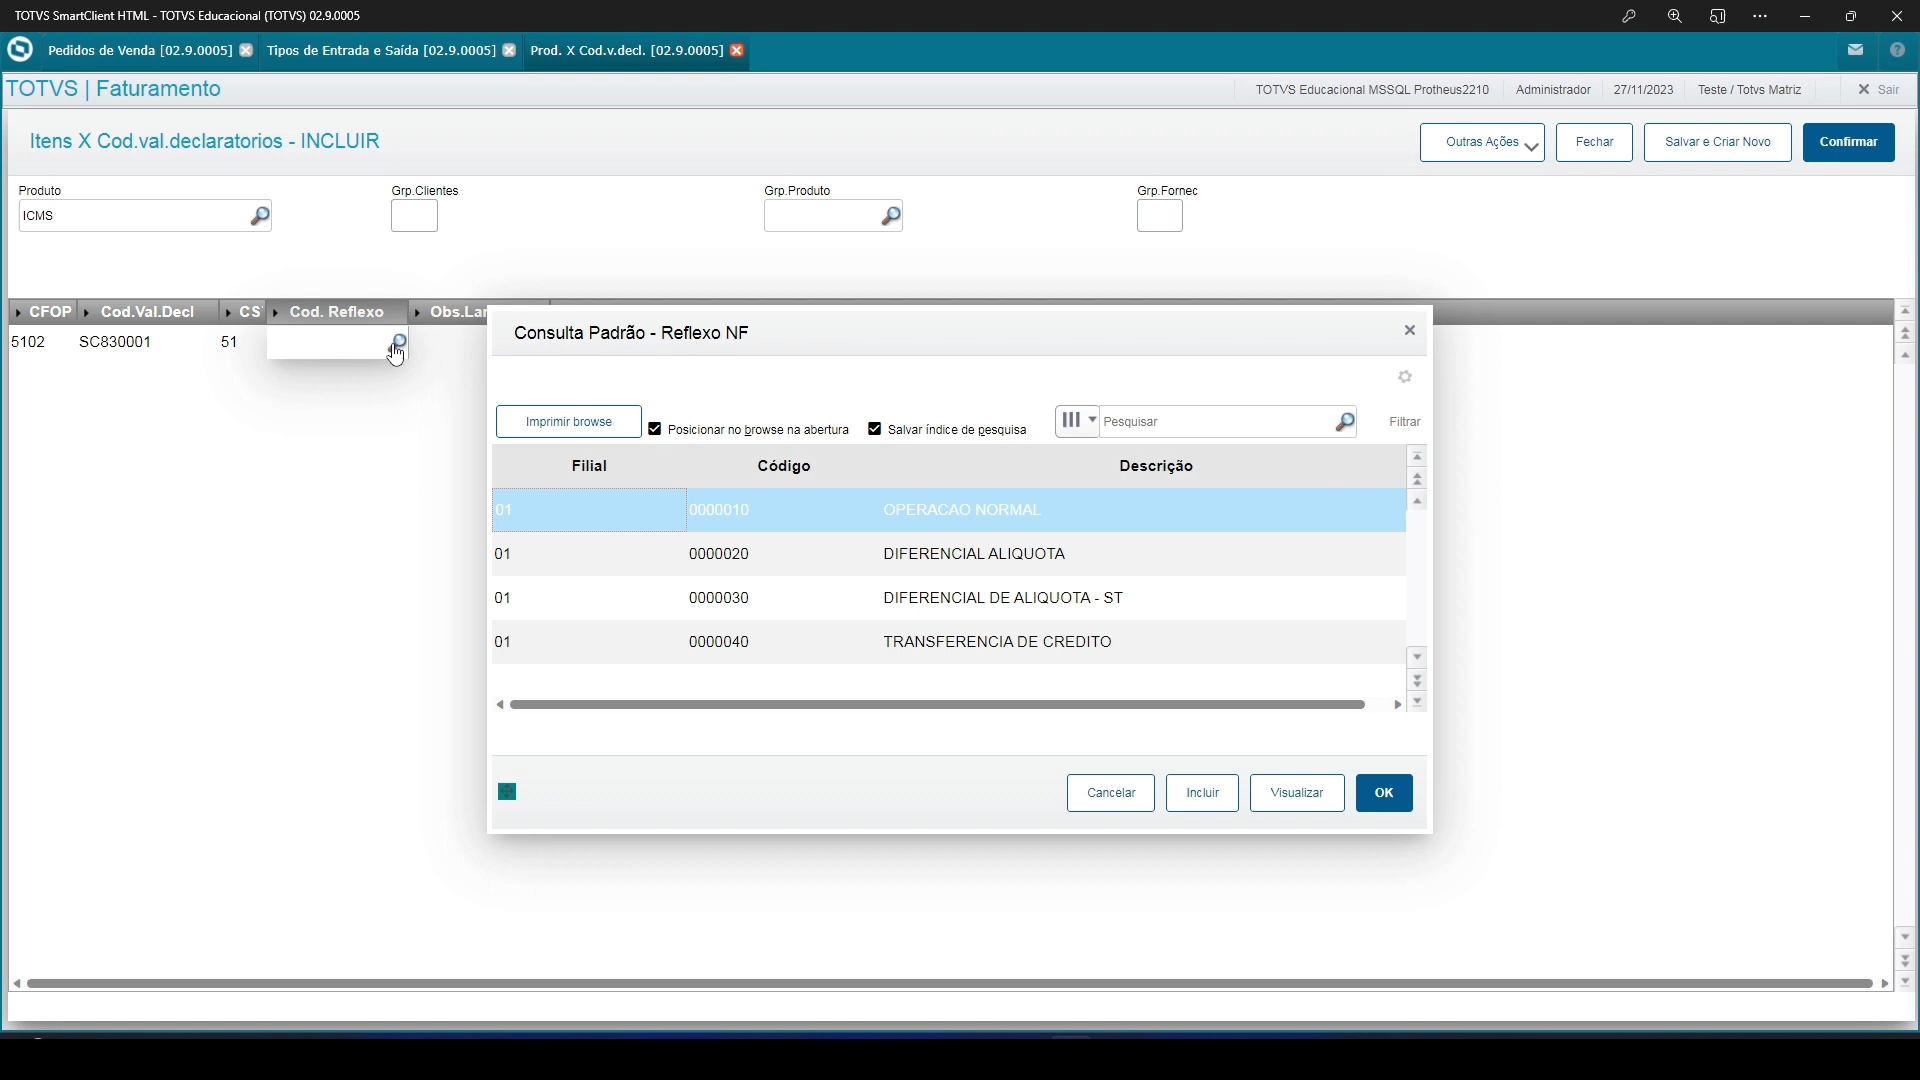 TOTVS SmartClient HTML - TOTVS Educacional (TOTVS) 02.9.0005
Pedidos de Venda [02.9.0005] Tipos de Entrada e Saída [02.9.0005] Prod. X Cod.v.decl. [02.9.0005]
TOTVS | Faturamento TOTVS Educacional MSSQL Protheus2210 Administrador 27/11/2023 Teste / Totvs Matriz Sair
Itens X Cod.val.declaratorios - INCLUIR Outras Ações Fechar Salvar e Criar Novo Confirmar
Produto Grp.Clientes Grp.Produto Grp.Fornec
ICMS
CFOP Cod.Val.Decl CS Cod. Reflexo Obs.Lan
5102 SC830001 51
Consulta Padrão - Reflexo NF
Imprimir browse Posicionar no browse na abertura Salvar índice de pesquisa Pesquisar Filtrar
Filial Código Descrição
01 0000010 OPERACAO NORMAL
01 0000020 DIFERENCIAL ALIQUOTA
01 0000030 DIFERENCIAL DE ALIQUOTA - ST
01 0000040 TRANSFERENCIA DE CREDITO
Cancelar Incluir Visualizar OK